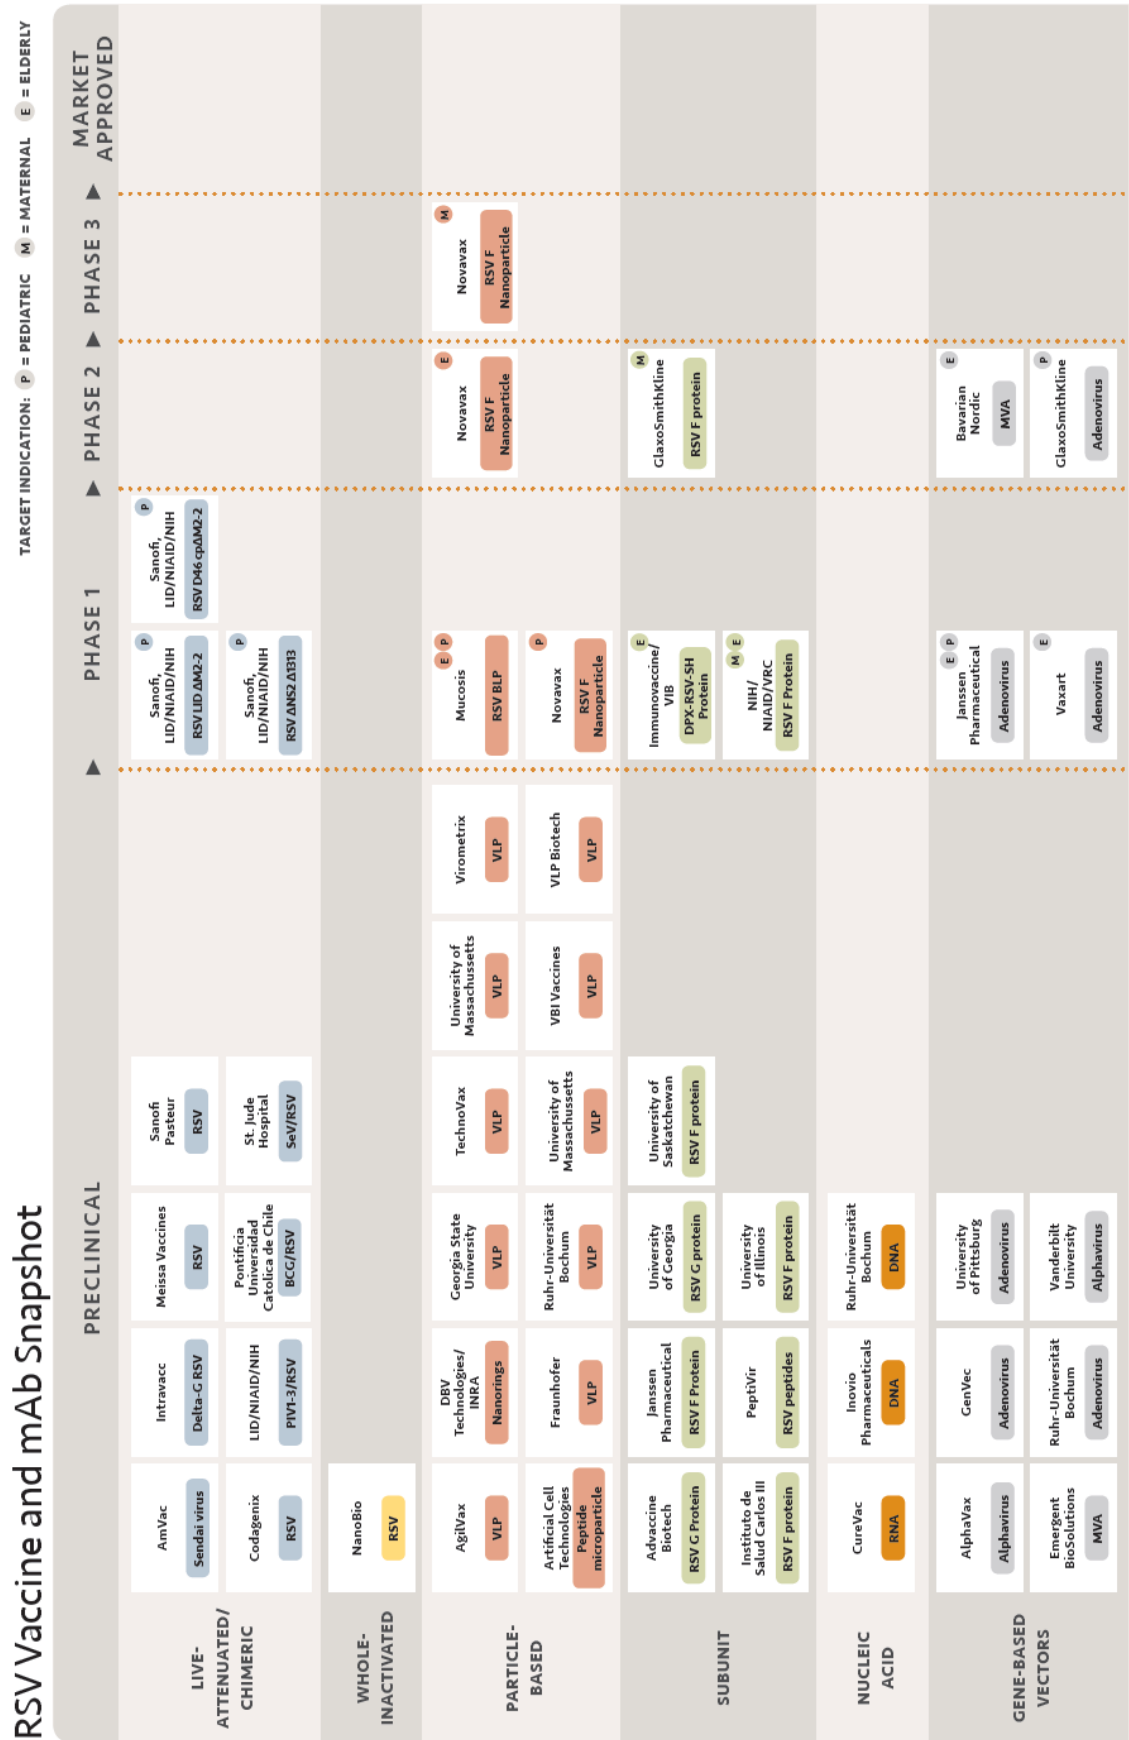 RSV Vaccine and mAb Snapshot
TARGET INDICATION: P = PEDIATRIC M = MATERNAL E = ELDERLY
PRECLINICAL ▶ PHASE 1 ▶ PHASE 2 ▶ PHASE 3 ▶ MARKET
APPROVED
LIVE-
ATTENUATED/
CHIMERIC
AmVac
Sendai virus
Intravacc
Delta-G RSV
Meissa Vaccines
RSV
Sanofi
Pasteur
RSV
Sanofi,
LID/NIAID/NIH
RSV LID ΔM2-2
P
Sanofi,
LID/NIAID/NIH
RSV D46 cpΔM2-2
P
Codagenix
RSV
LID/NIAID/NIH
PIV1-3/RSV
Pontificia
Universidad
Catolica de Chile
BCG/RSV
St. Jude
Hospital
SeV/RSV
Sanofi,
LID/NIAID/NIH
RSV ΔNS2 Δ1313
P
WHOLE-
INACTIVATED
NanoBio
RSV
PARTICLE-
BASED
AgilVax
VLP
DBV
Technologies/
INRA
Nanorings
Georgia State
University
VLP
TechnoVax
VLP
University of
Massachussetts
VLP
Virometrix
VLP
Mucosis
RSV BLP
E P
Novavax
RSV F
Nanoparticle
E
Novavax
RSV F
Nanoparticle
M
Artificial Cell
Technologies
Peptide
microparticle
Fraunhofer
VLP
Ruhr-Universität
Bochum
VLP
University of
Massachussetts
VLP
VBI Vaccines
VLP
VLP Biotech
VLP
Novavax
RSV F
Nanoparticle
P
SUBUNIT
Advaccine
Biotech
RSV G Protein
Janssen
Pharmaceutical
RSV F Protein
University
of Georgia
RSV G protein
University of
Saskatchewan
RSV F protein
Immunovaccine/
VIB
DPX-RSV-SH
Protein
E
GlaxoSmithKline
RSV F protein
M
Instituto de
Salud Carlos III
RSV F protein
PeptiVir
RSV peptides
University
of Illinois
RSV F protein
NIH/
NIAID/VRC
RSV F Protein
M E
NUCLEIC
ACID
CureVac
RNA
Inovio
Pharmaceuticals
DNA
Ruhr-Universität
Bochum
DNA
GENE-BASED
VECTORS
AlphaVax
Alphavirus
GenVec
Adenovirus
University
of Pittsburg
Adenovirus
Janssen
Pharmaceutical
Adenovirus
E P
Bavarian
Nordic
MVA
E
Emergent
BioSolutions
MVA
Ruhr-Universität
Bochum
Adenovirus
Vanderbilt
University
Alphavirus
Vaxart
Adenovirus
E
GlaxoSmithKline
Adenovirus
P